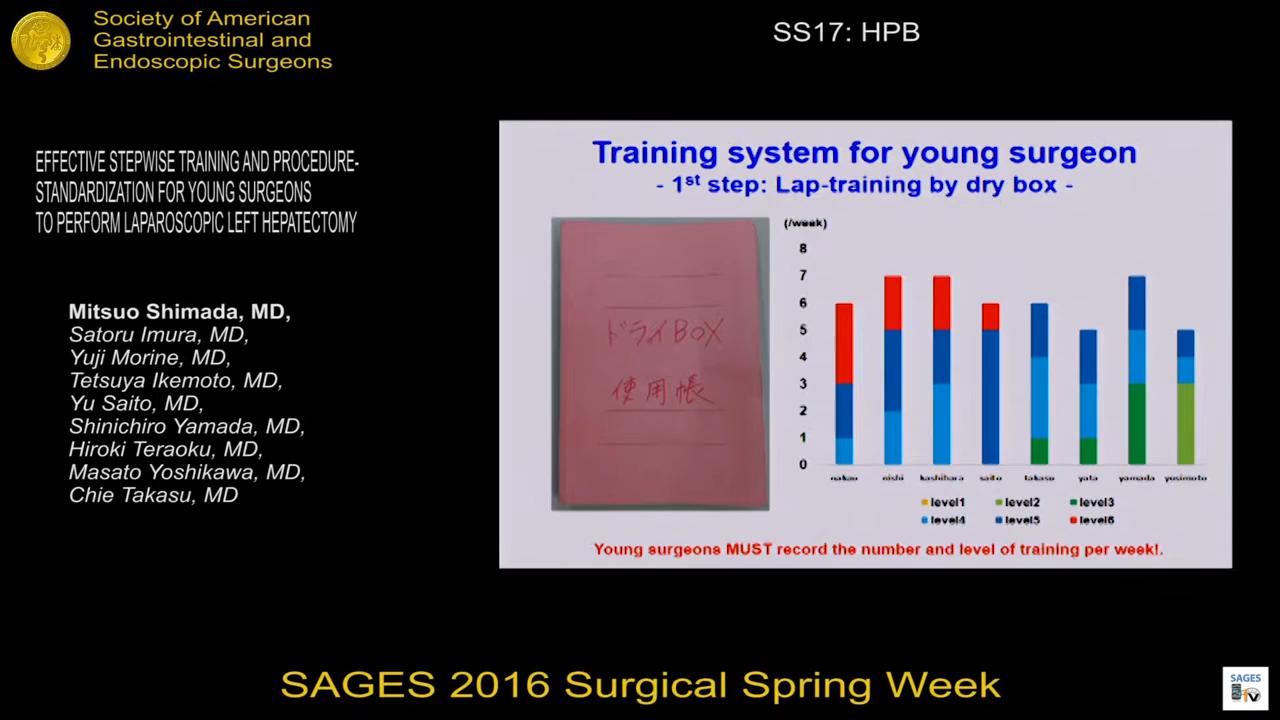 Society of American
Gastrointestinal and
Endoscopic Surgeons
SS17: HPB
EFFECTIVE STEPWISE TRAINING AND PROCEDURE-
STANDARDIZATION FOR YOUNG SURGEONS
TO PERFORM LAPAROSCOPIC LEFT HEPATECTOMY
Mitsuo Shimada, MD,
Satoru Imura, MD,
Yuji Morine, MD,
Tetsuya Ikemoto, MD,
Yu Saito, MD,
Shinichiro Yamada, MD,
Hiroki Teraoku, MD,
Masato Yoshikawa, MD,
Chie Takasu, MD
Training system for young surgeon
- 1st step: Lap-training by dry box -
ドライBOX
使用帳
(/week)
8
7
6
5
4
3
2
1
0
nakao nishi kashihara saito takasu yata yamada yosimoto
level1 level2 level3
level4 level5 level6
Young surgeons MUST record the number and level of training per week!.
SAGES 2016 Surgical Spring Week
SAGES
TV